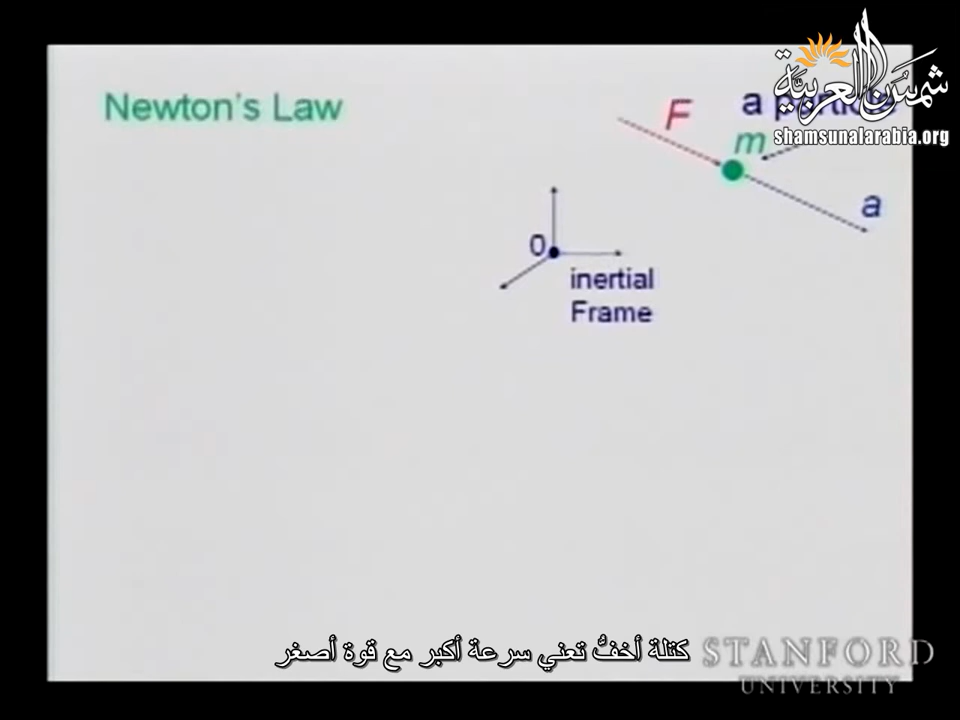 شمس العربية
shamsunalarabia.org
Newton's Law
F
a
m
a
0
inertial
Frame
كتلة أخفُّ تعني سرعة أكبر مع قوة أصغر
STANFORD
UNIVERSITY